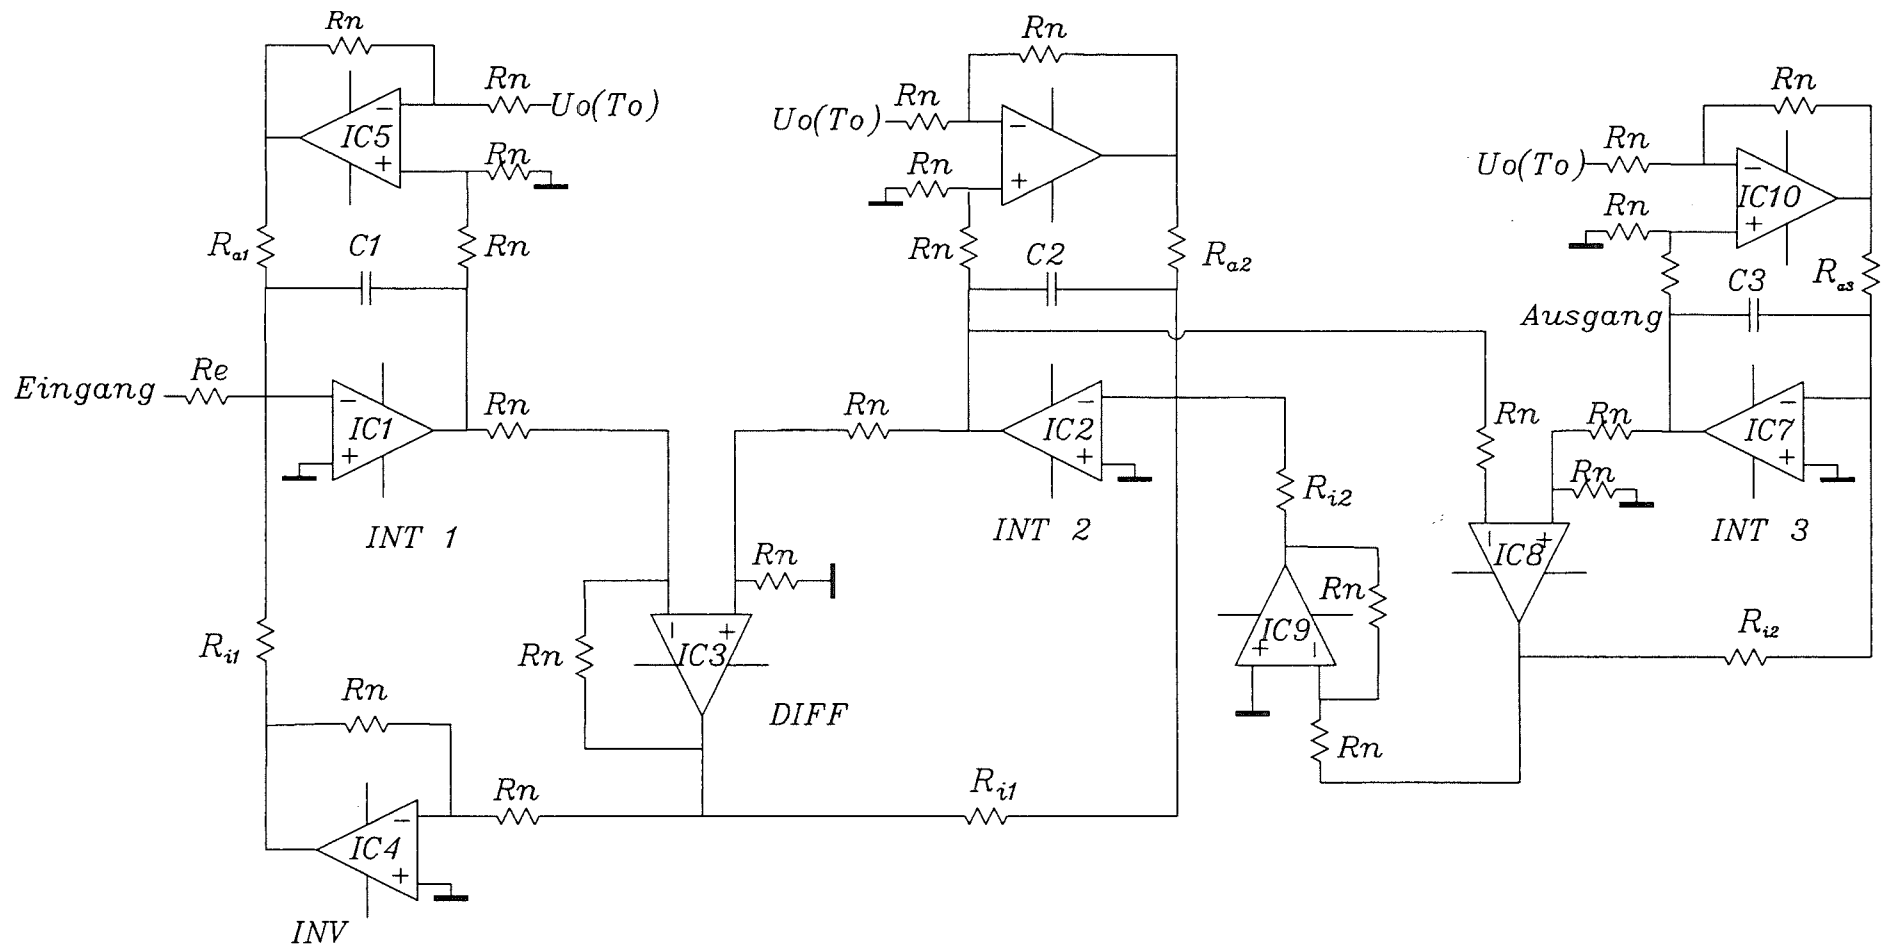 Rn
Rn
Uo(To)
IC5
Rn
Ra1
C1
Rn
Eingang
Re
IC1
INT 1
Rn
Rn
Uo(To)
Rn
Rn
Rn
C2
Ra2
Rn
IC2
INT 2
Rn
Rn
IC3
DIFF
Ri1
Rn
Rn
IC4
INV
Ri1
Ri2
IC9
Rn
Rn
Rn
Rn
Uo(To)
Rn
IC10
C3
Ra3
Ausgang
Rn
Rn
IC7
Rn
INT 3
IC8
Ri2